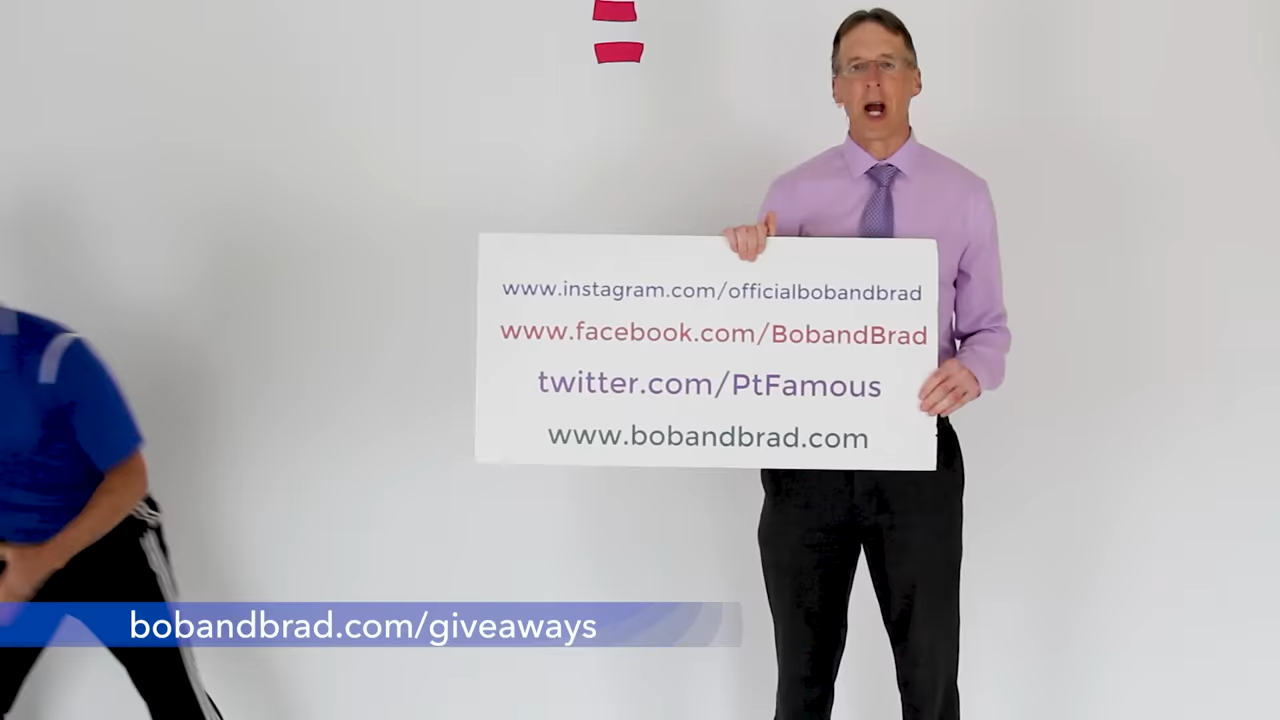 www.instagram.com/officialbobandbrad
www.facebook.com/BobandBrad
twitter.com/PtFamous
www.bobandbrad.com
bobandbrad.com/giveaways